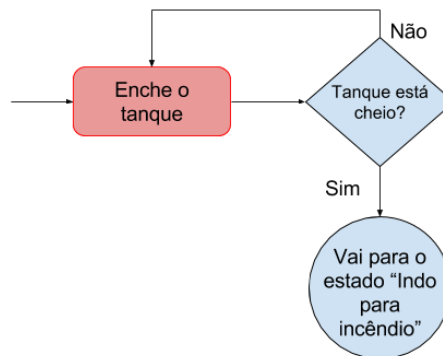 Não
Enche o
tanque
Tanque está
cheio?
Sim
Vai para o
estado “Indo
para
incêndio”